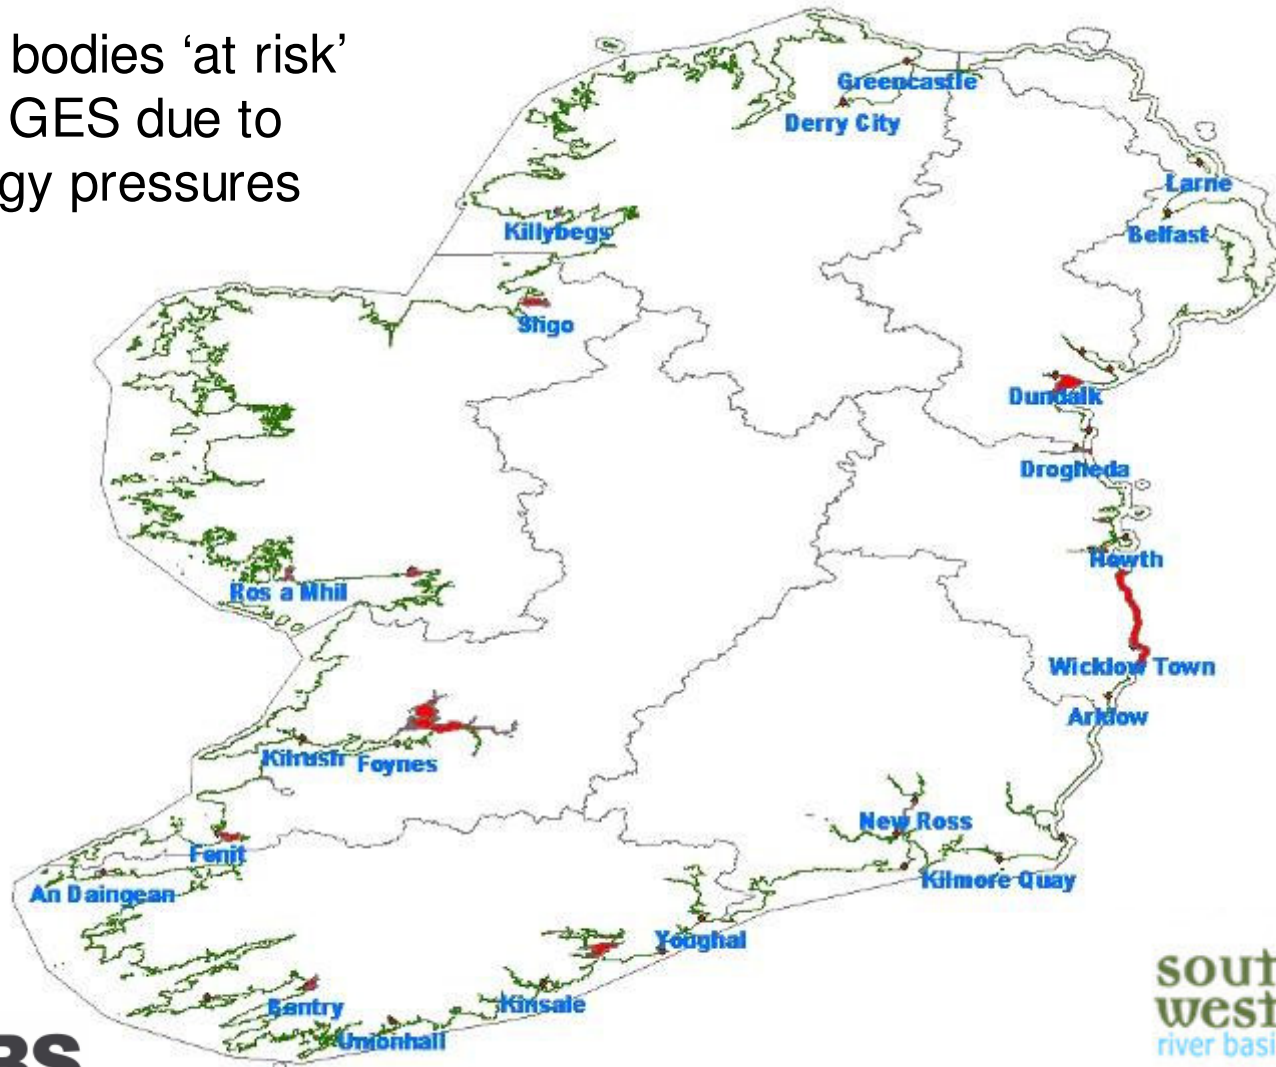 bodies ‘at risk’
GES due to
gy pressures
Greencastle
Derry City
Larne
Belfast
Killybegs
Sligo
Dundalk
Drogheda
Howth
Ros a Mhil
Wicklow Town
Arklow
Kilrush
Foynes
New Ross
Fenit
Kilmore Quay
An Daingean
Youghal
Bantry
Kinsale
Unionhall
sout
west
river basi
BS